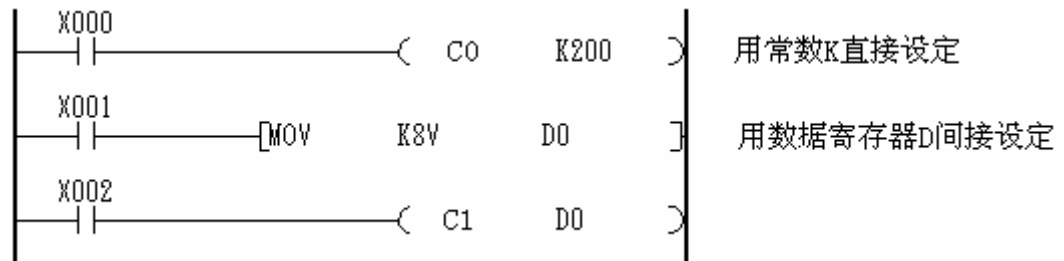 X000
C0 K200 用常数K直接设定
X001
MOV K8V D0 用数据寄存器D间接设定
X002
C1 D0